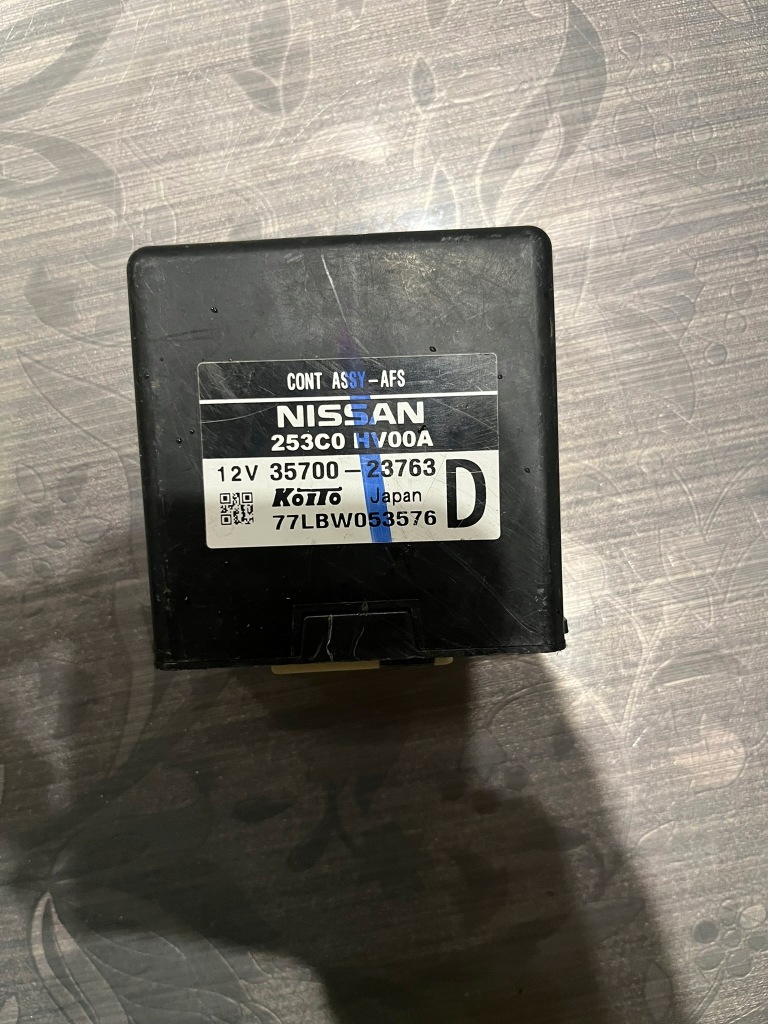 CONT ASSY-AFS
NISSAN
253C0 HV00A
12V 35700-23763
KoiTo Japan
77LBW053576
D